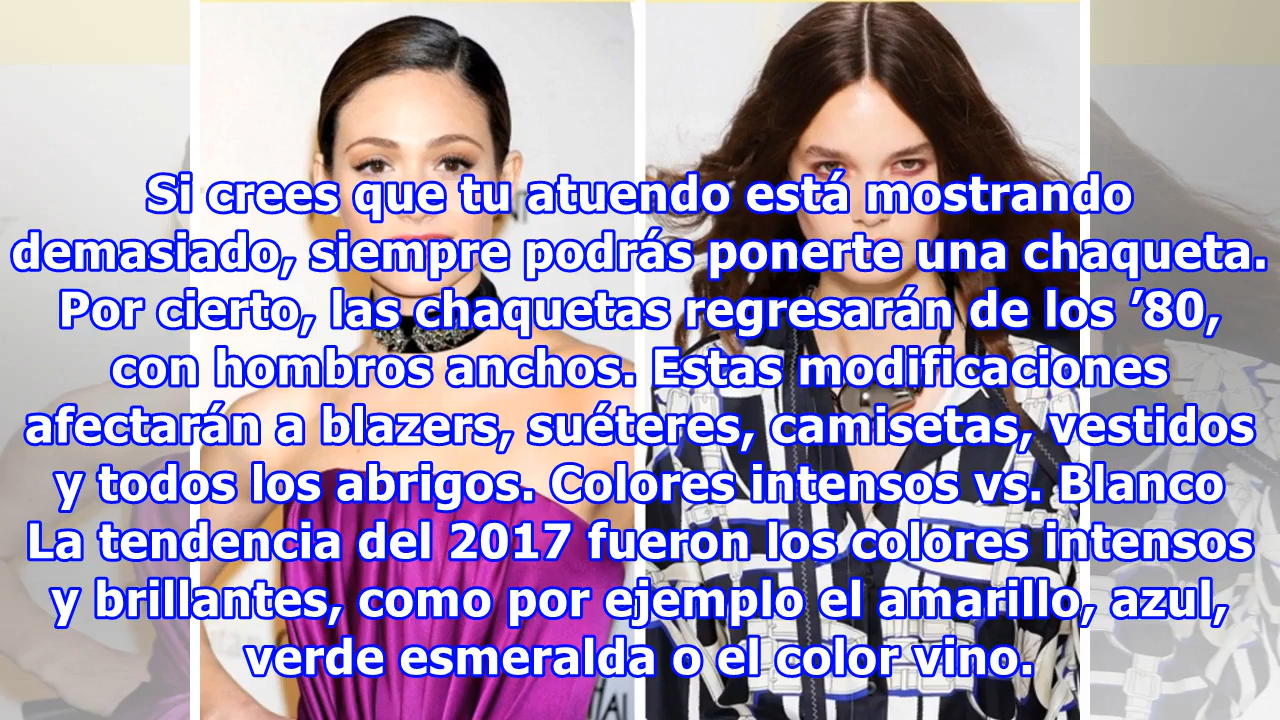 Si crees que tu atuendo está mostrando
demasiado, siempre podrás ponerte una chaqueta.
Por cierto, las chaquetas regresarán de los ’80,
con hombros anchos. Estas modificaciones
afectarán a blazers, suéteres, camisetas, vestidos
y todos los abrigos. Colores intensos vs. Blanco
La tendencia del 2017 fueron los colores intensos
y brillantes, como por ejemplo el amarillo, azul,
verde esmeralda o el color vino.